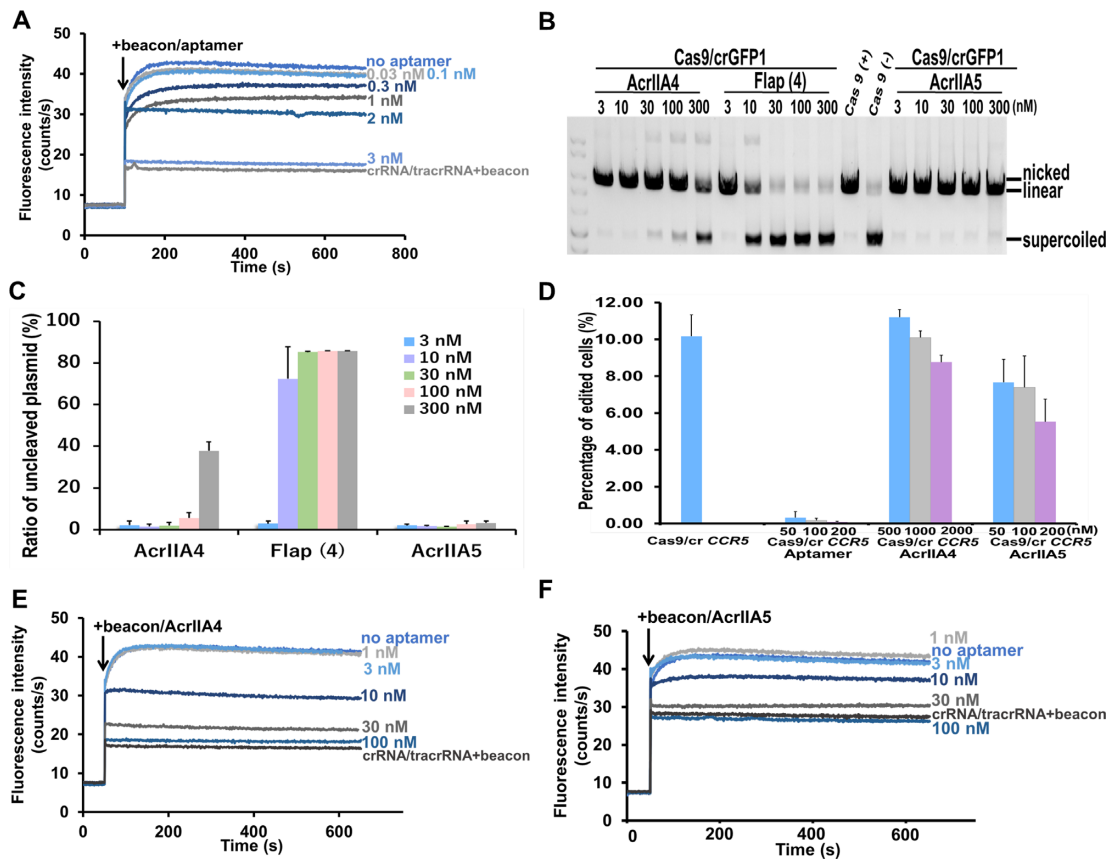 A
Fluorescence intensity
(counts/s)
50
40
30
20
10
0
+beacon/aptamer
no aptamer
0.03 nM 0.1 nM
0.3 nM
1 nM
2 nM
3 nM
crRNA/tracrRNA+beacon
0 200 400 600 800
Time (s)
B
Cas9/crGFP1
AcrIIA4 Flap (4)
Cas 9 (+)
Cas 9 (-)
Cas9/crGFP1
AcrIIA5
3 10 30 100 300 3 10 30 100 300 3 10 30 100 300 (nM)
nicked
linear
supercoiled
C
Ratio of uncleaved plasmid (%)
100
80
60
40
20
0
3 nM
10 nM
30 nM
100 nM
300 nM
AcrIIA4 Flap (4) AcrIIA5
D
Percentage of edited cells (%)
12.00
10.00
8.00
6.00
4.00
2.00
0.00
50 100 200 500 1000 2000 50 100 200(nM)
Cas9/cr CCR5 Cas9/cr CCR5 Cas9/cr CCR5 Cas9/cr CCR5
Aptamer AcrIIA4 AcrIIA5
E
Fluorescence intensity
(counts/s)
50
40
30
20
10
0
+beacon/AcrIIA4
no aptamer
1 nM
3 nM
10 nM
30 nM
100 nM
crRNA/tracrRNA+beacon
0 200 400 600
Time (s)
F
Fluorescence intensity
(counts/s)
50
40
30
20
10
0
+beacon/AcrIIA5
1 nM
no aptamer
3 nM
10 nM
30 nM
crRNA/tracrRNA+beacon
100 nM
0 200 400 600
Time (s)